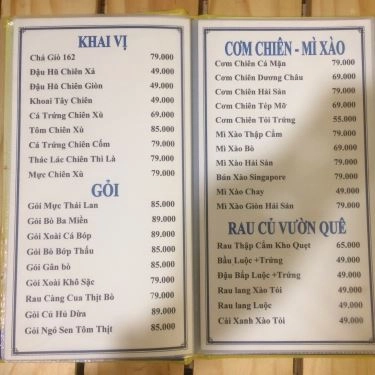 KHAI VỊ
Chả Giò 162 79.000
Đậu Hũ Chiên Xả 49.000
Đậu Hũ Chiên Giòn 49.000
Khoai Tây Chiên 49.000
Cá Trứng Chiên Xù 69.000
Tôm Chiên Xù 85.000
Cá Trứng Chiên Cốm 79.000
Thác Lác Chiên Thì Là 79.000
Mực Chiên Xù 79.000
GỎI
Gỏi Mực Thái Lan 85.000
Gỏi Bò Ba Miền 89.000
Gỏi Xoài Cá Bóp 89.000
Gỏi Bò Bóp Thấu 85.000
Gỏi Gân bò 85.000
Gỏi Xoài Khô Sặc 79.000
Rau Càng Cua Thịt Bò 79.000
Gỏi Củ Hủ Dừa 89.000
Gỏi Ngó Sen Tôm Thịt 85.000
CƠM CHIÊN - MÌ XÀO
Cơm Chiên Cá Mặn 79.000
Cơm Chiên Dương Châu 69.000
Cơm Chiên Hải Sản 79.000
Cơm Chiên Tép Mỡ 69.000
Cơm Chiên Tỏi Trứng 55.000
Mì Xào Thập Cẩm 79.000
Mì Xào Bò 69.000
Mì Xào Hải Sản 79.000
Bún Xào Singapore 79.000
Mì Xào Chay 49.000
Mì Xào Giòn Hải Sản 79.000
RAU CỦ VƯỜN QUÊ
Rau Thập Cẩm Kho Quẹt 65.000
Bầu Luộc +Trứng 49.000
Đậu Bắp Luộc +Trứng 49.000
Rau lang Xào Tỏi 49.000
Rau lang Luộc 49.000
Cải Xanh Xào Tỏi 49.000